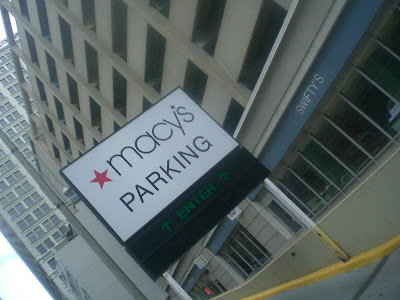 ★macy's
PARKING
↑ ENTER ↑
SWIFTY'S